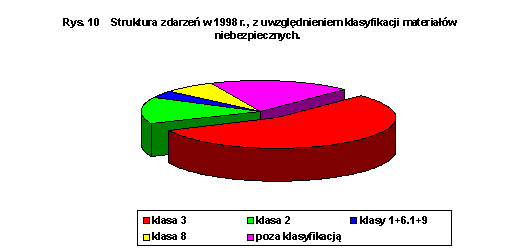 Rys. 10 Struktura zdarzeń w 1998 r., z uwzględnieniem klasyfikacji materiałów
niebezpiecznych.
klasa 3 klasa 2 klasy 1+6.1+9
klasa 8 poza klasyfikacją